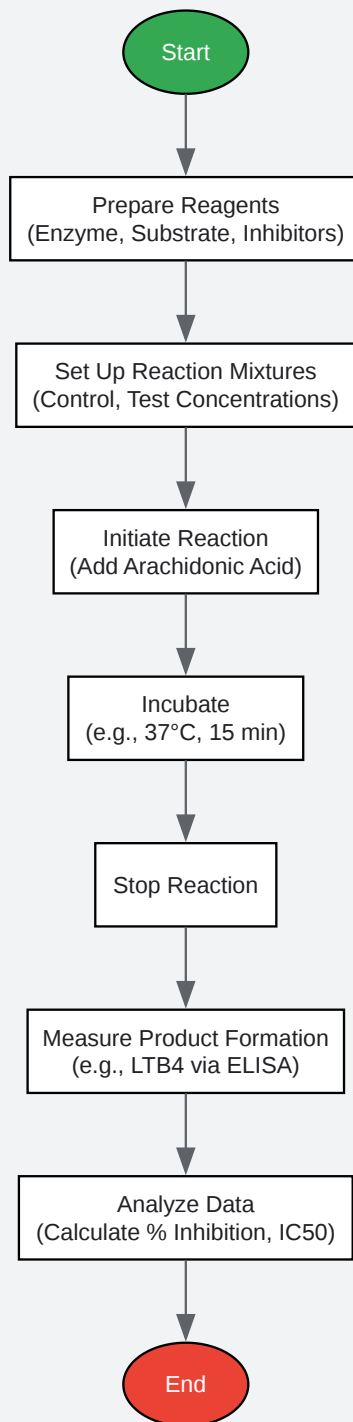 Start
Prepare Reagents
(Enzyme, Substrate, Inhibitors)
Set Up Reaction Mixtures
(Control, Test Concentrations)
Initiate Reaction
(Add Arachidonic Acid)
Incubate
(e.g., 37°C, 15 min)
Stop Reaction
Measure Product Formation
(e.g., LTB4 via ELISA)
Analyze Data
(Calculate % Inhibition, IC50)
End